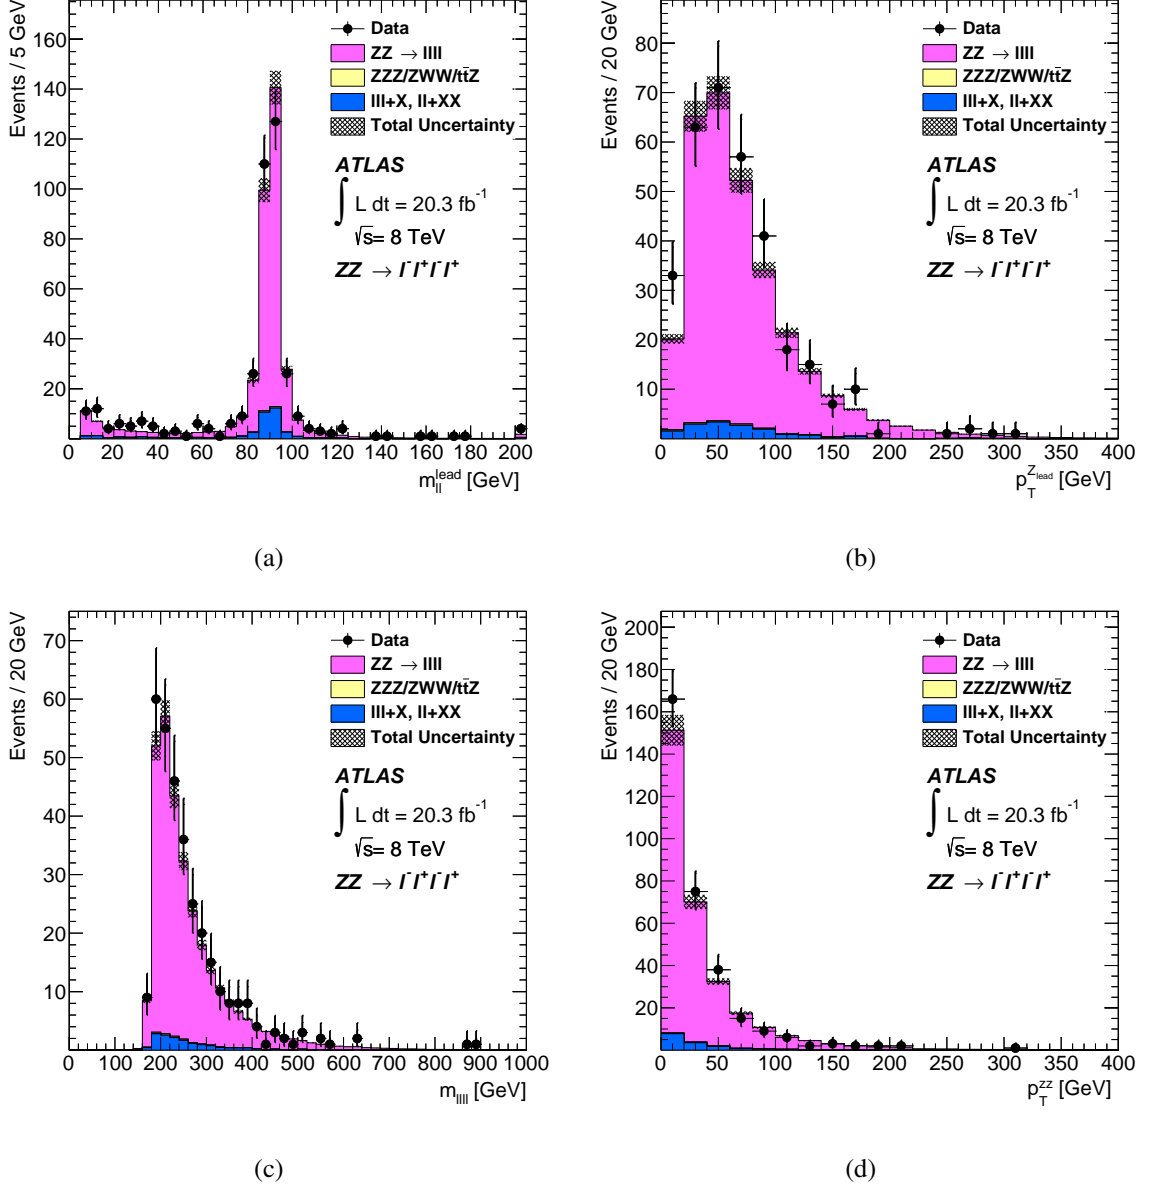 Events / 5 GeV
160
140
120
100
80
60
40
20
0 20 40 60 80 100 120 140 160 180 200
m_ll^lead [GeV]
Data
ZZ → llll
ZZZ/ZWW/tt̄Z
lll+X, ll+XX
Total Uncertainty
ATLAS
∫ L dt = 20.3 fb⁻¹
√s= 8 TeV
ZZ → l⁻l⁺l⁻l⁺
(a)
Events / 20 GeV
80
70
60
50
40
30
20
10
0 50 100 150 200 250 300 350 400
p_T^Z_lead [GeV]
Data
ZZ → llll
ZZZ/ZWW/tt̄Z
lll+X, ll+XX
Total Uncertainty
ATLAS
∫ L dt = 20.3 fb⁻¹
√s= 8 TeV
ZZ → l⁻l⁺l⁻l⁺
(b)
Events / 20 GeV
70
60
50
40
30
20
10
0 100 200 300 400 500 600 700 800 900 1000
m_llll [GeV]
Data
ZZ → llll
ZZZ/ZWW/tt̄Z
lll+X, ll+XX
Total Uncertainty
ATLAS
∫ L dt = 20.3 fb⁻¹
√s= 8 TeV
ZZ → l⁻l⁺l⁻l⁺
(c)
Events / 20 GeV
200
180
160
140
120
100
80
60
40
20
0 50 100 150 200 250 300 350 400
p_T^zz [GeV]
Data
ZZ → llll
ZZZ/ZWW/tt̄Z
lll+X, ll+XX
Total Uncertainty
ATLAS
∫ L dt = 20.3 fb⁻¹
√s= 8 TeV
ZZ → l⁻l⁺l⁻l⁺
(d)